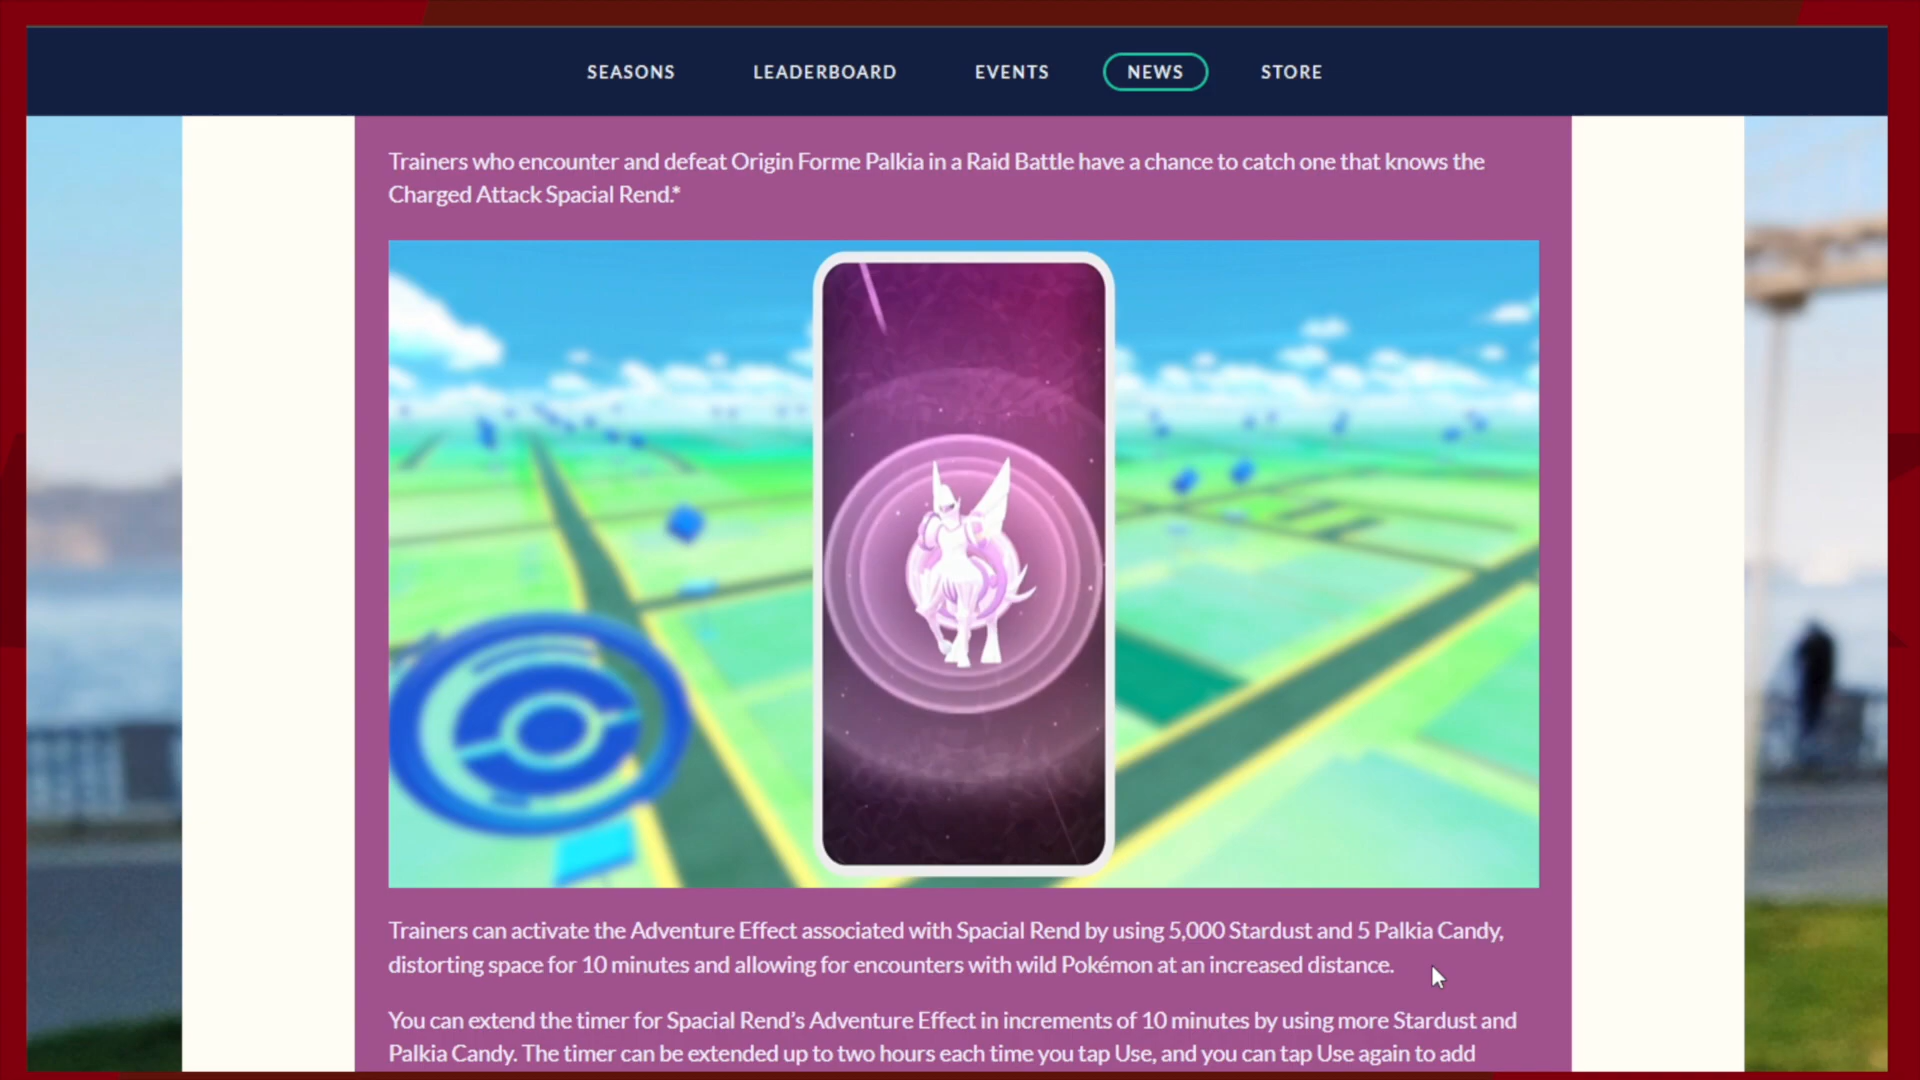 SEASONS LEADERBOARD EVENTS NEWS STORE
Trainers who encounter and defeat Origin Forme Palkia in a Raid Battle have a chance to catch one that knows the
Charged Attack Spacial Rend.*
Trainers can activate the Adventure Effect associated with Spacial Rend by using 5,000 Stardust and 5 Palkia Candy,
distorting space for 10 minutes and allowing for encounters with wild Pokémon at an increased distance.
You can extend the timer for Spacial Rend’s Adventure Effect in increments of 10 minutes by using more Stardust and
Palkia Candy. The timer can be extended up to two hours each time you tap Use, and you can tap Use again to add